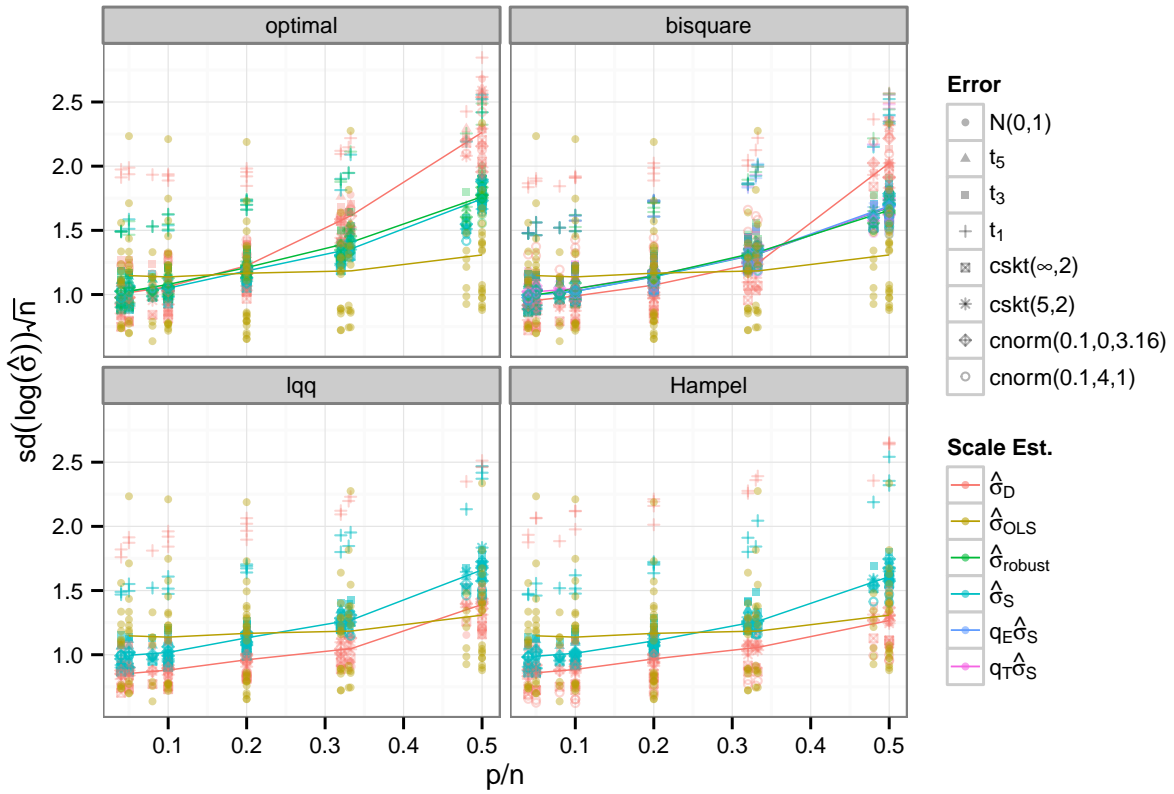 optimal
bisquare
lqq
Hampel
2.5
2.0
1.5
1.0
2.5
2.0
1.5
1.0
sd(log(σ̂))√n
0.1 0.2 0.3 0.4 0.5
0.1 0.2 0.3 0.4 0.5
p/n
Error
N(0,1)
t5
t3
t1
cskt(∞,2)
cskt(5,2)
cnorm(0.1,0,3.16)
cnorm(0.1,4,1)
Scale Est.
σ̂D
σ̂OLS
σ̂robust
σ̂S
qEσ̂S
qTσ̂S